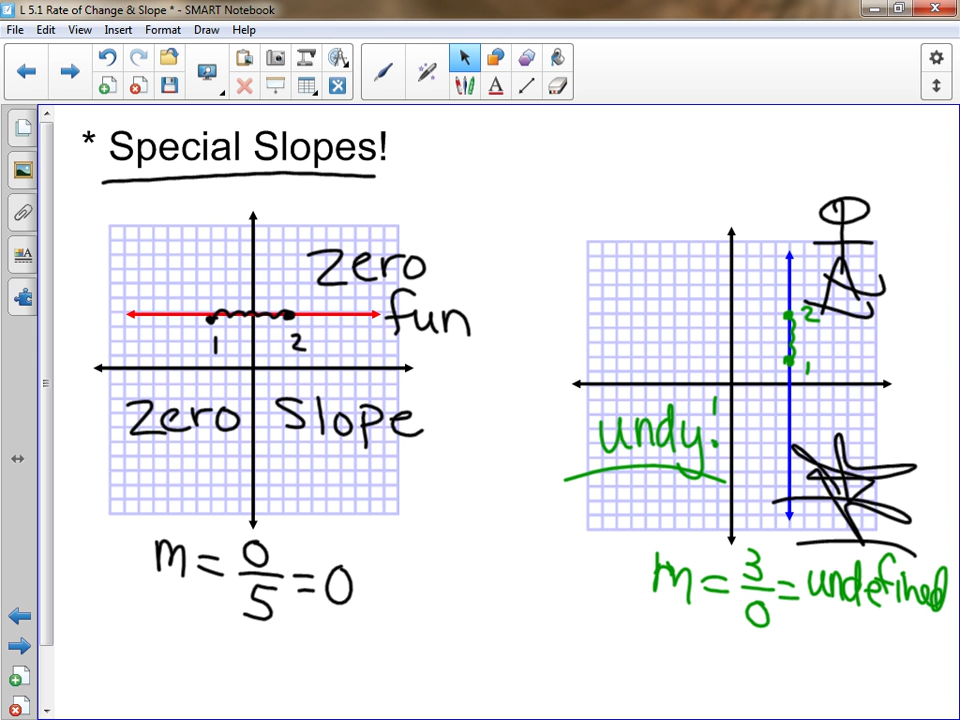 L 5.1 Rate of Change & Slope * - SMART Notebook
File Edit View Insert Format Draw Help
* Special Slopes!
zero
fun
1 2
zero slope
m = 0/5 = 0
2
1
undy!
m = 3/0 = undefined